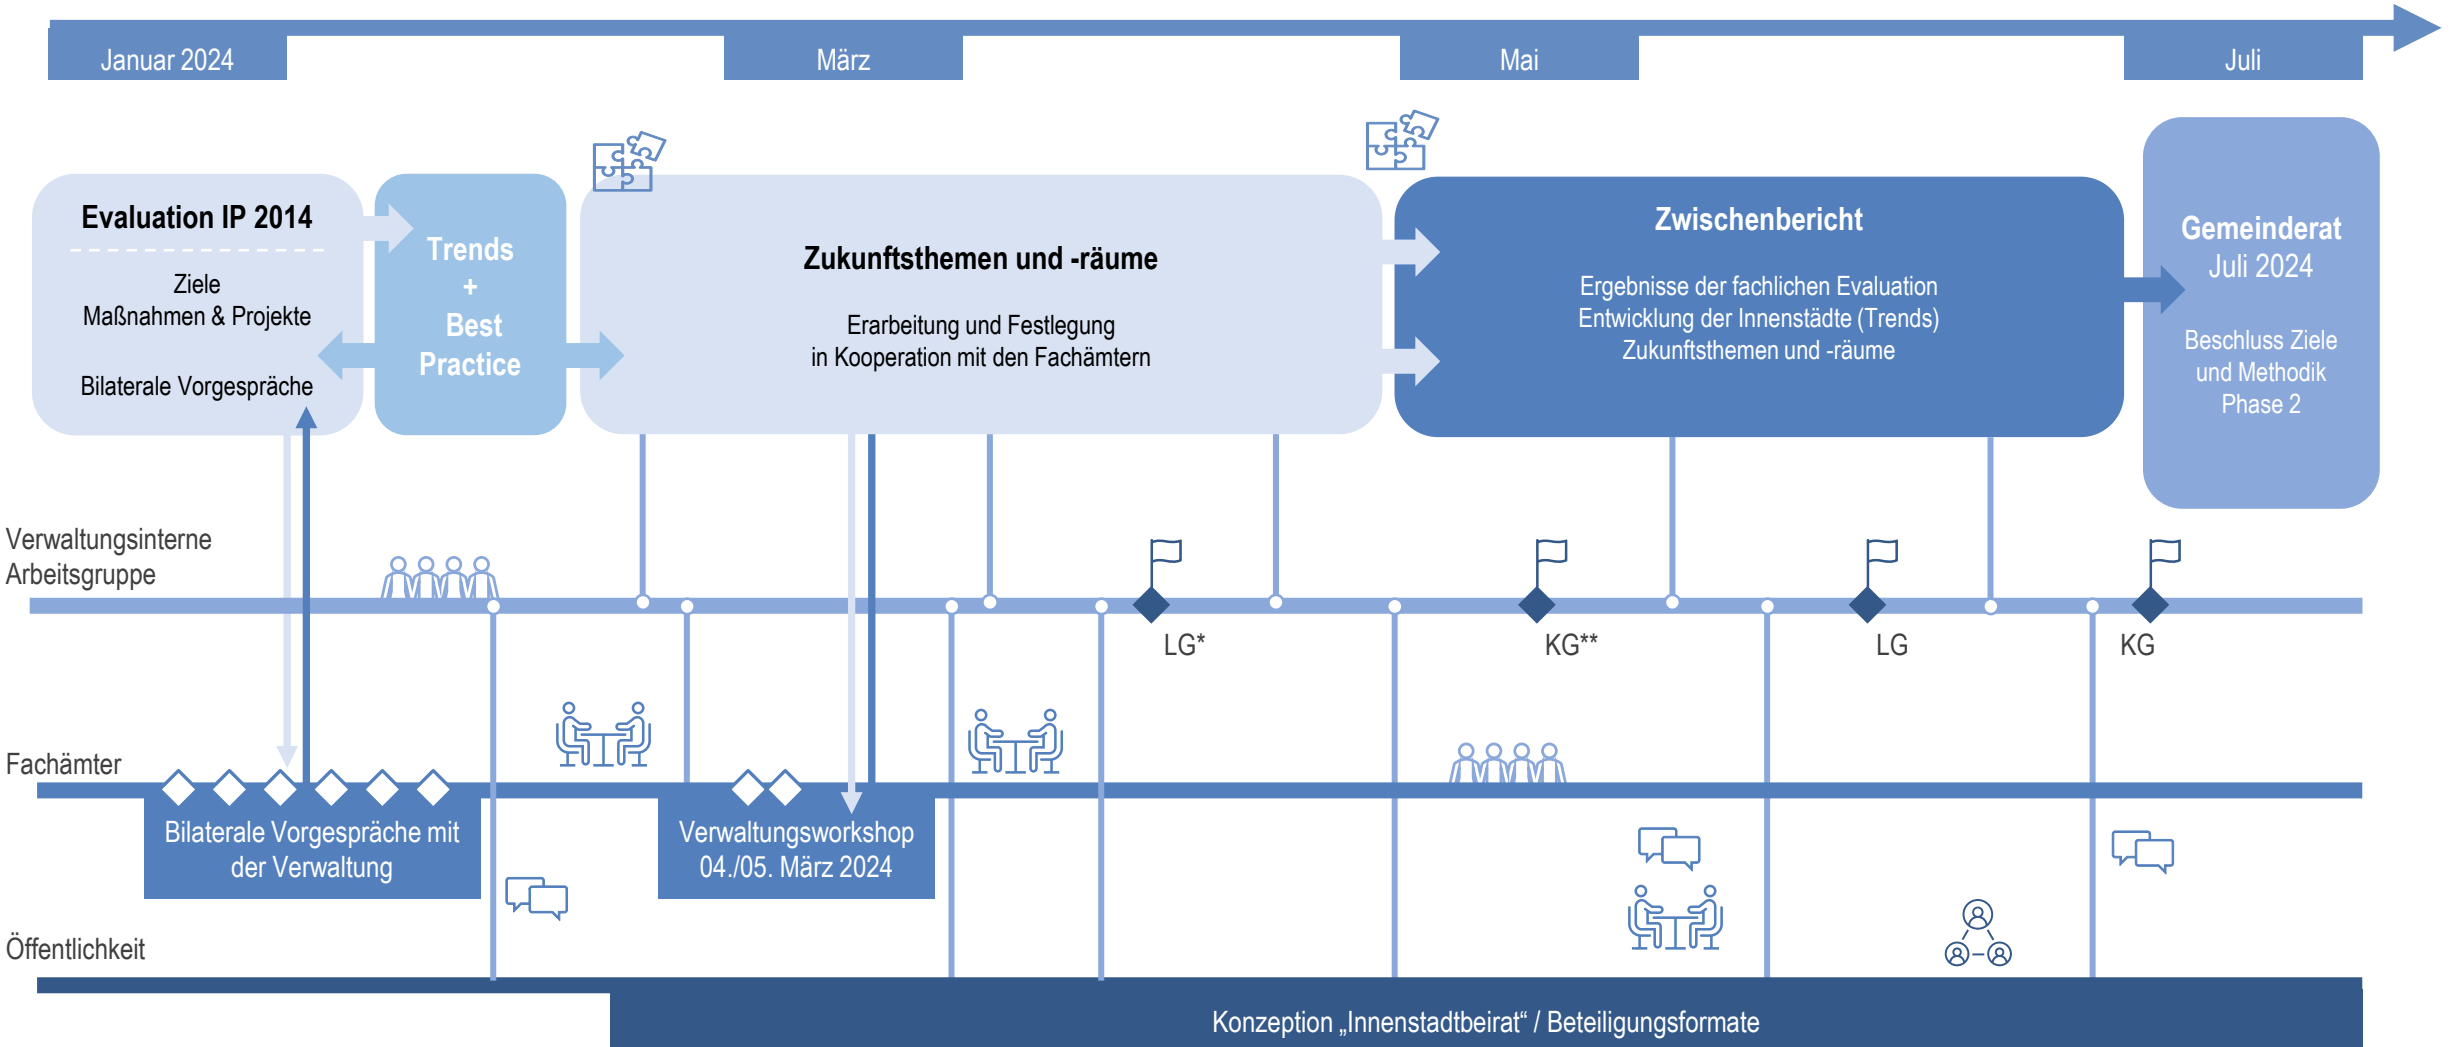 Januar 2024
März
Mai
Juli
Evaluation IP 2014
Ziele
Maßnahmen & Projekte
Bilaterale Vorgespräche
Trends
+
Best
Practice
Zukunftsthemen und -räume
Erarbeitung und Festlegung
in Kooperation mit den Fachämtern
Zwischenbericht
Ergebnisse der fachlichen Evaluation
Entwicklung der Innenstädte (Trends)
Zukunftsthemen und -räume
Gemeinderat
Juli 2024
Beschluss Ziele
und Methodik
Phase 2
Verwaltungsinterne
Arbeitsgruppe
LG*
KG**
LG
KG
Fachämter
Bilaterale Vorgespräche mit
der Verwaltung
Verwaltungsworkshop
04./05. März 2024
Öffentlichkeit
Konzeption „Innenstadtbeirat“ / Beteiligungsformate